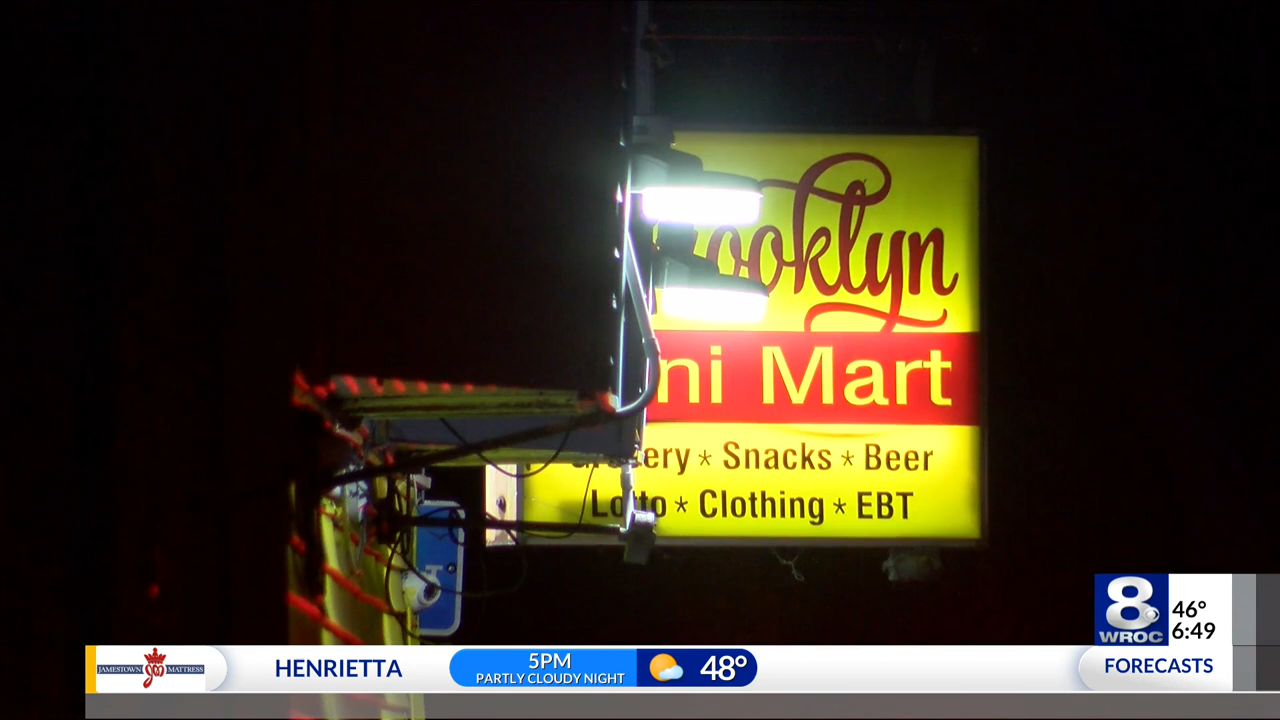 ooklyn
ni Mart
Grocery * Snacks * Beer
Lotto * Clothing * EBT
8
WROC
46°
6:49
JAMESTOWN MATTRESS
HENRIETTA
5PM
PARTLY CLOUDY NIGHT
48°
FORECASTS